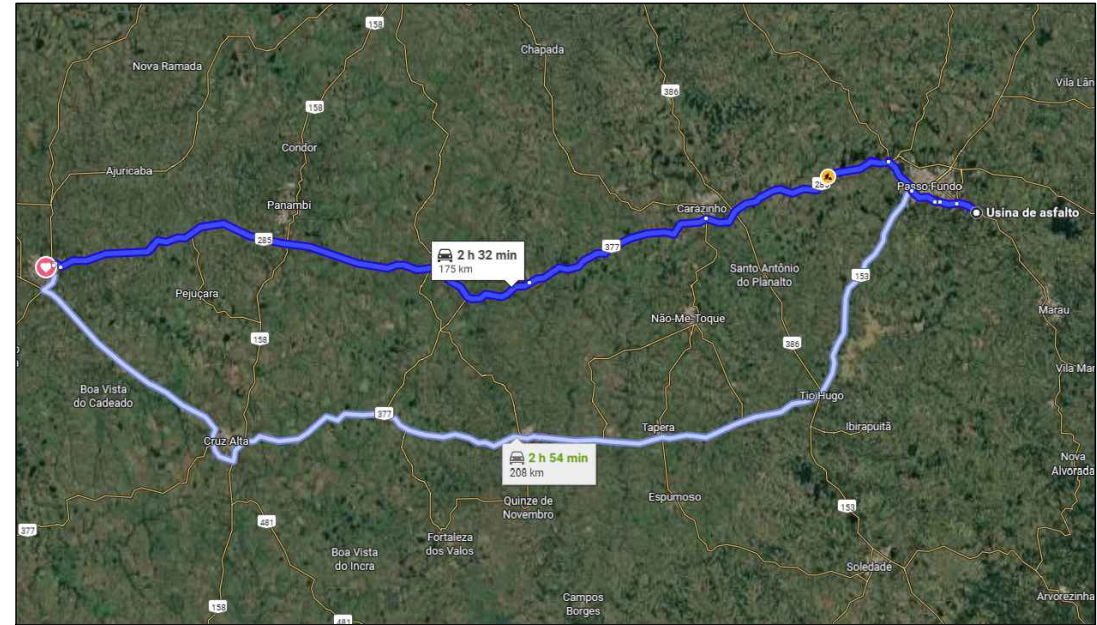 158
Chapada
Nova Ramada
386
Vila Lân
158
Condor
Ajuricaba
Passo Fundo
Panambi
Carazinho
Usina de asfalto
285
377
2 h 32 min
175 km
Santo Antônio
do Planalto
153
Pejuçara
Marau
Não-Me-Toque
158
386
Vila Mar
Boa Vista
do Cadeado
Tio Hugo
377
Ibirapuitã
Tapera
Cruz Alta
2 h 54 min
208 km
Nova
Alvorada
Espumoso
Quinze de
Novembro
153
481
377
Fortaleza
dos Valos
Boa Vista
do Incra
Soledade
Campos
Borges
Arvorezinha
158
481